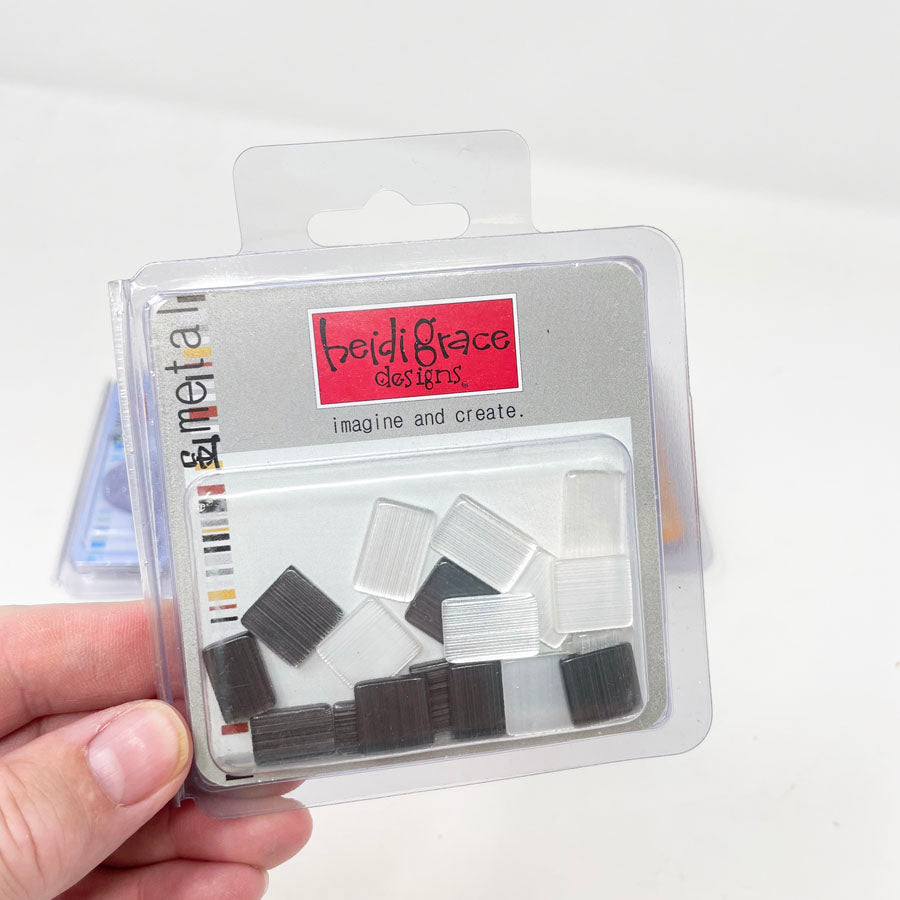 heidi grace
designs
imagine and create.
metal